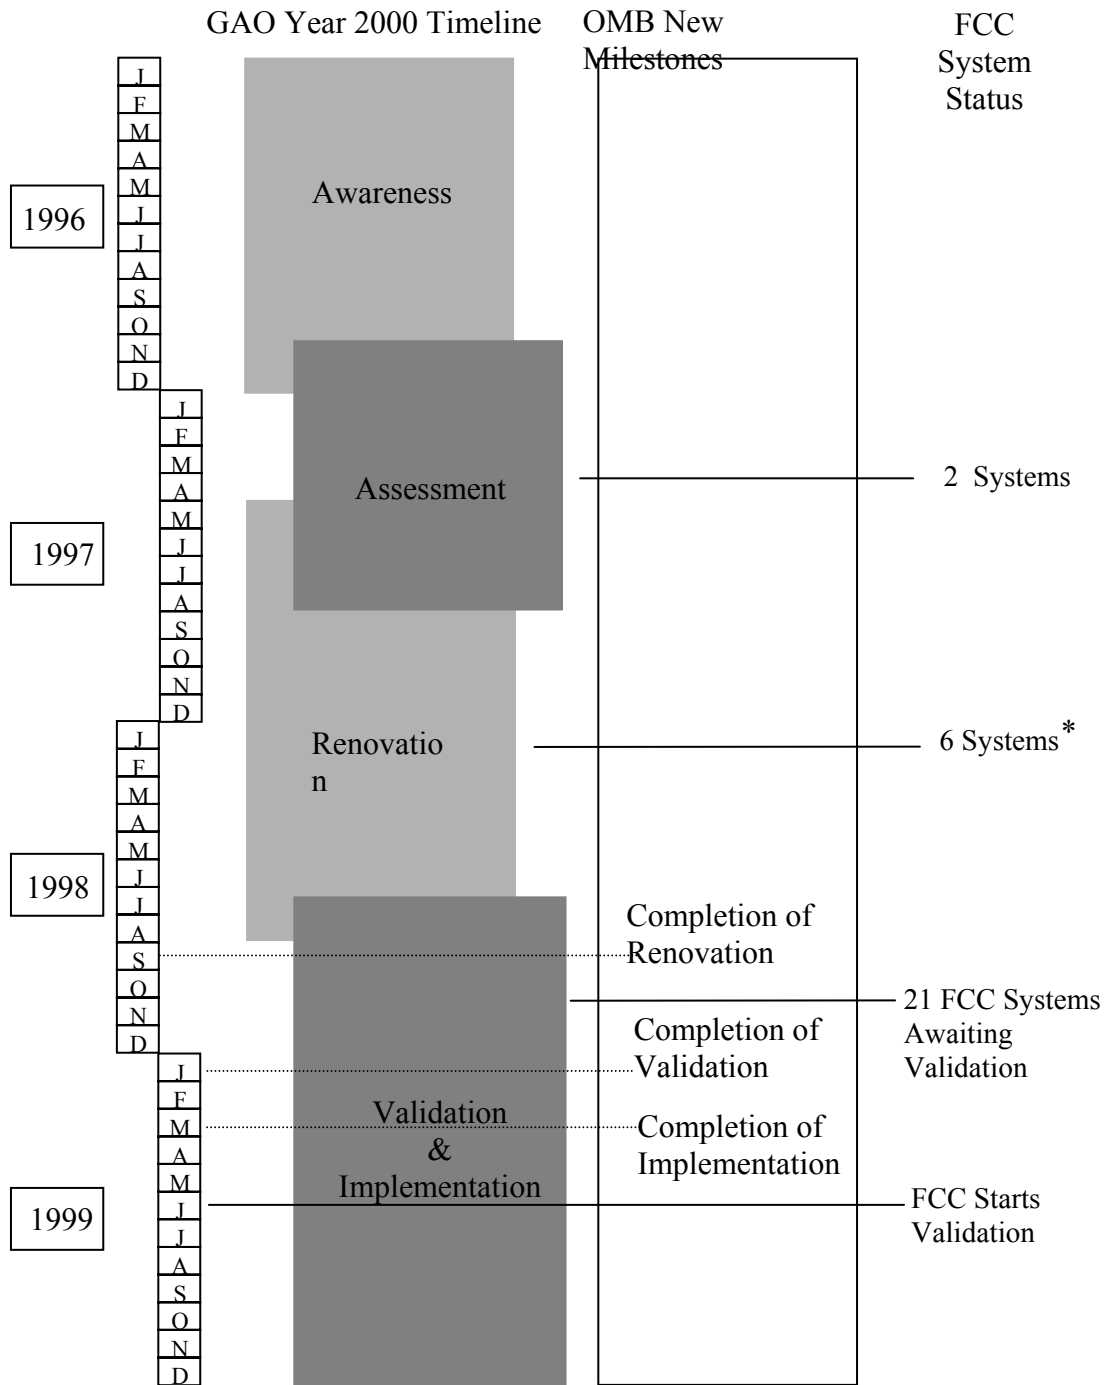 GAO Year 2000 Timeline
OMB New
Milestones
FCC
System
Status
1996
J
F
M
A
M
J
J
A
S
O
N
D
Awareness
1997
J
F
M
A
M
J
J
A
S
O
N
D
Assessment
2 Systems
Renovatio
n
6 Systems*
1998
J
F
M
A
M
J
J
A
S
O
N
D
Completion of
Renovation
21 FCC Systems
Awaiting
Validation
Completion of
Validation
1999
J
F
M
A
M
J
J
A
S
O
N
D
Validation
&
Implementation
Completion of
Implementation
FCC Starts
Validation